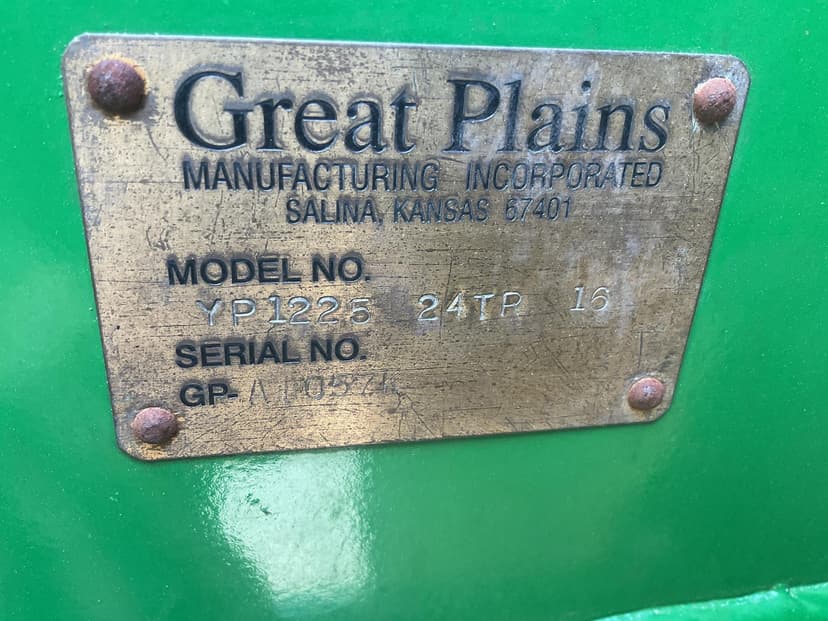 Great Plains
MANUFACTURING INCORPORATED
SALINA, KANSAS 67401
MODEL NO.
YP1225 24TR 16
SERIAL NO.
GP-